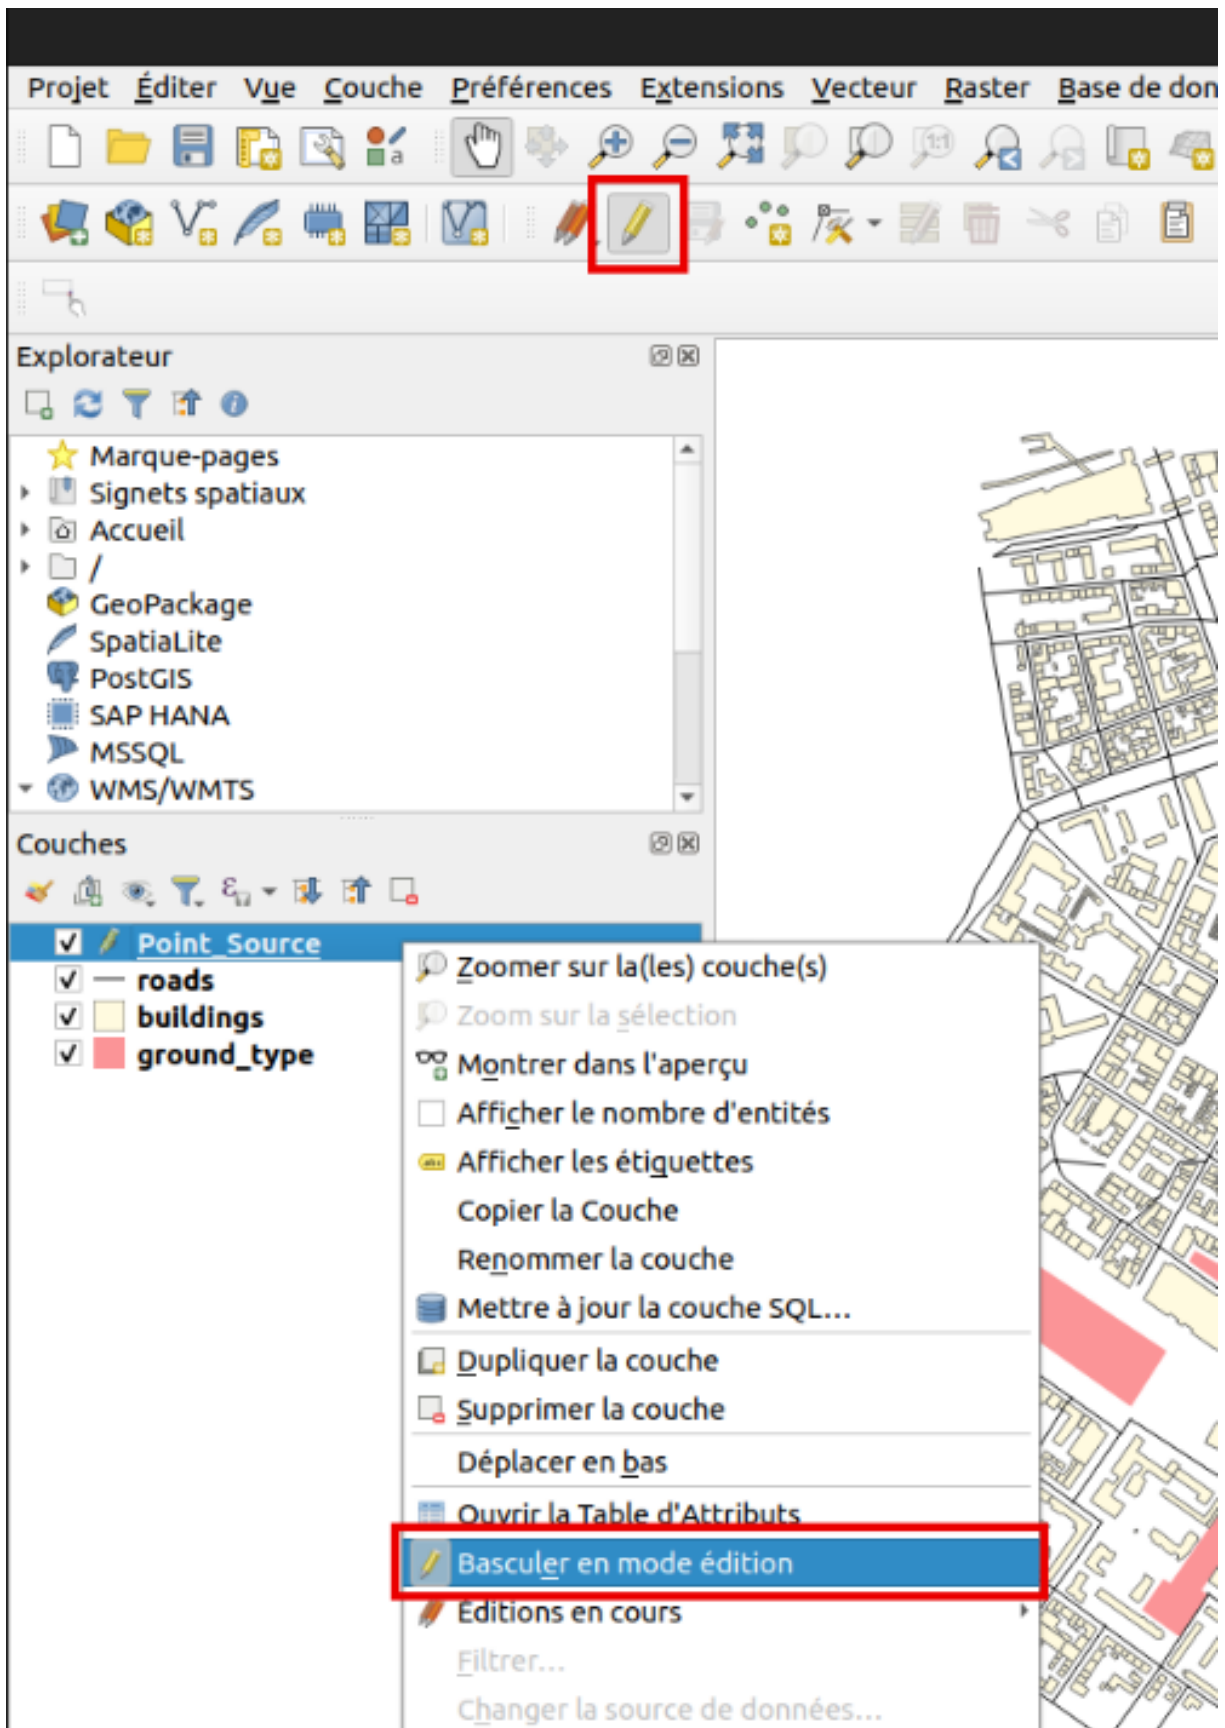 Projet Éditer Vue Couche Préférences Extensions Vecteur Raster Base de don
a
1:1
Explorateur
Marque-pages
Signets spatiaux
Accueil
/
GeoPackage
SpatiaLite
PostGIS
SAP HANA
MSSQL
WMS/WMTS
Couches
ε
Point_Source
roads
buildings
ground_type
Zoomer sur la(les) couche(s)
Zoom sur la sélection
Montrer dans l'aperçu
Afficher le nombre d'entités
abc Afficher les étiquettes
Copier la Couche
Renommer la couche
Mettre à jour la couche SQL...
Dupliquer la couche
Supprimer la couche
Déplacer en bas
Ouvrir la Table d'Attributs
Basculer en mode édition
Éditions en cours
Filtrer...
Changer la source de données...